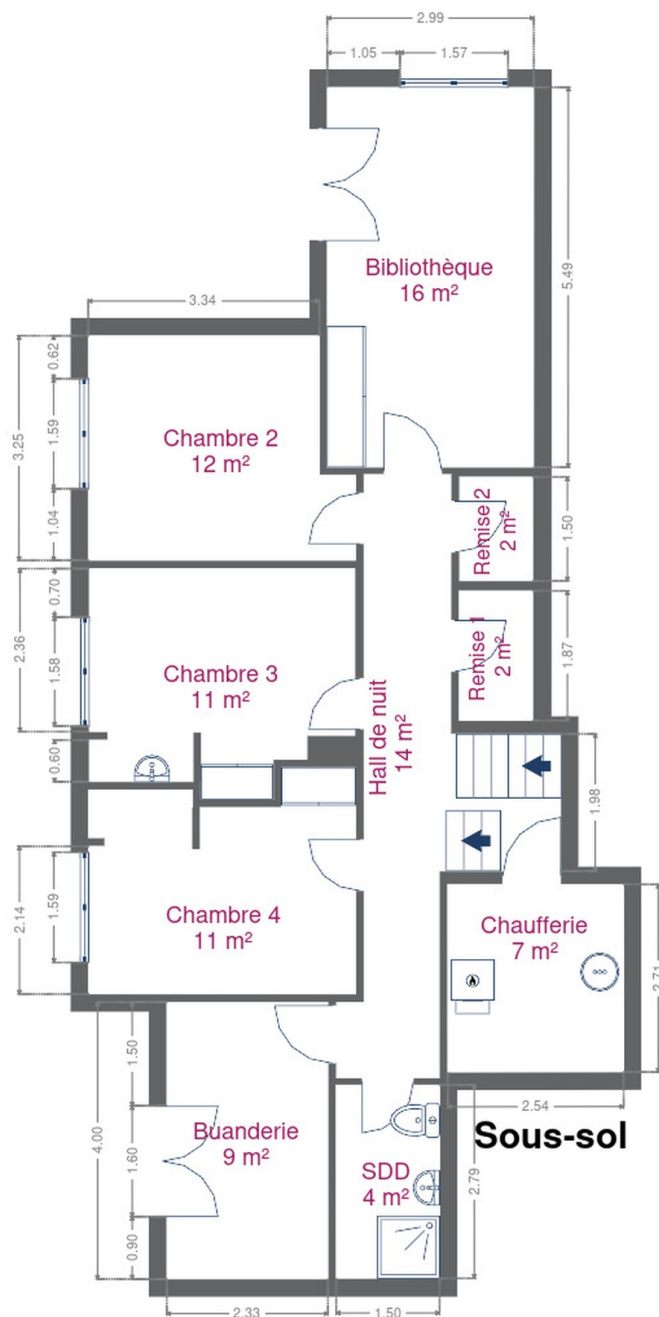 2.99
1.05
1.57
Bibliothèque
16 m²
5.49
3.34
0.62
1.59
3.25
1.04
Chambre 2
12 m²
Remise 2
2 m²
1.50
0.70
2.36
1.58
0.60
Chambre 3
11 m²
Remise 1
2 m²
1.87
Hall de nuit
14 m²
1.98
2.14
1.59
Chambre 4
11 m²
Chaufferie
7 m²
2.71
2.54
Sous-sol
4.00
1.50
1.60
0.90
Buanderie
9 m²
SDD
4 m²
2.79
2.33
1.50